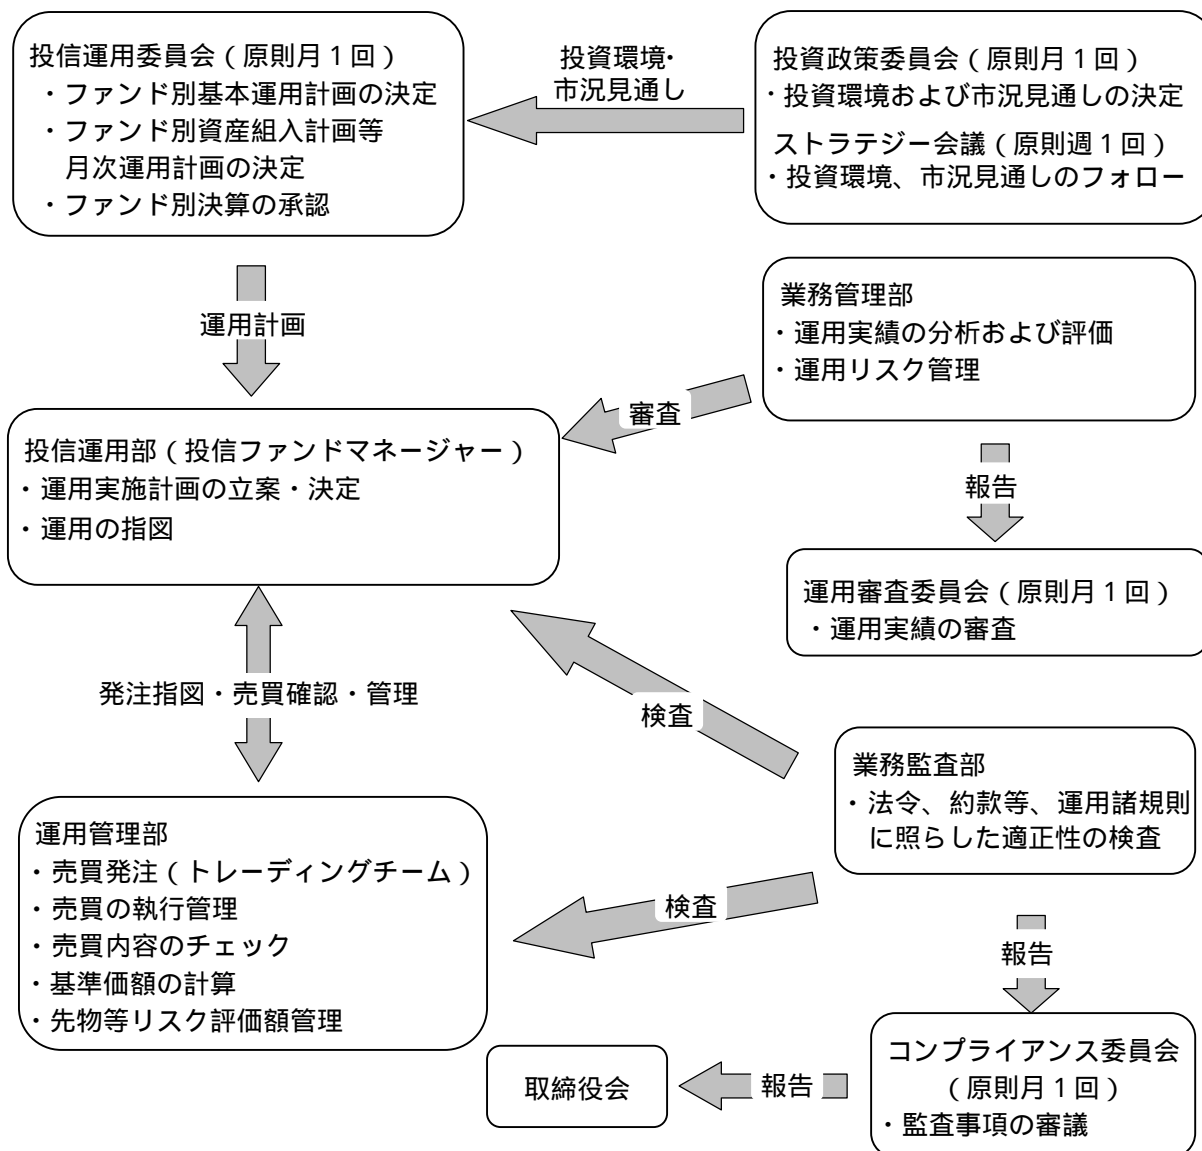 投信運用委員会（原則月１回）
・ファンド別基本運用計画の決定
・ファンド別資産組入計画等
月次運用計画の決定
・ファンド別決算の承認
投資環境・
市況見通し
投資政策委員会（原則月１回）
・投資環境および市況見通しの決定
ストラテジー会議（原則週１回）
・投資環境、市況見通しのフォロー
運用計画
業務管理部
・運用実績の分析および評価
・運用リスク管理
審査
投信運用部（投信ファンドマネージャー）
・運用実施計画の立案・決定
・運用の指図
報告
運用審査委員会（原則月１回）
・運用実績の審査
発注指図・売買確認・管理
検査
業務監査部
・法令、約款等、運用諸規則
に照らした適正性の検査
運用管理部
・売買発注（トレーディングチーム）
・売買の執行管理
・売買内容のチェック
・基準価額の計算
・先物等リスク評価額管理
検査
報告
コンプライアンス委員会
（原則月１回）
・監査事項の審議
報告
取締役会